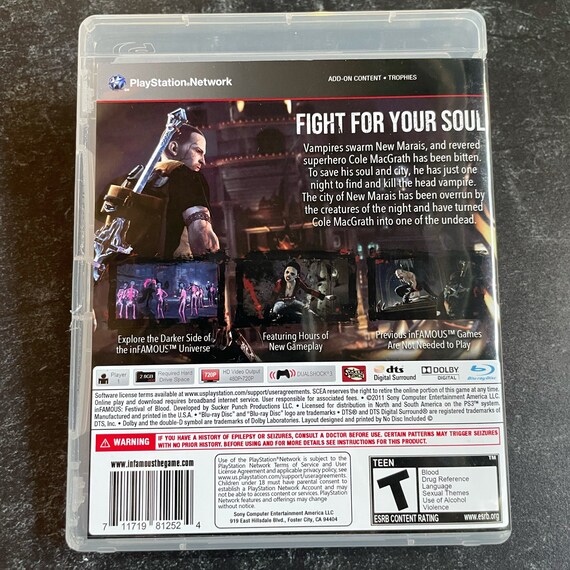 PlayStation®Network
ADD-ON CONTENT • TROPHIES
FIGHT FOR YOUR SOUL
Vampires swarm New Marais, and revered
superhero Cole MacGrath has been bitten.
To save his soul and city, he has just one
night to find and kill the head vampire.
The city of New Marais has been overrun by
the creatures of the night and have turned
Cole MacGrath into one of the undead.
Explore the Darker Side of
the inFAMOUS™ Universe
Featuring Hours of
New Gameplay
Previous inFAMOUS™ Games
Are Not Needed to Play
Player
1
2.8GB
Required Hard
Drive Space
720P
HD Video Output
480P•720P
DUALSHOCK®3
dts
Digital Surround
DOLBY
DIGITAL
Software license terms available at www.us.playstation.com/support/useragreements. SCEA reserves the right to retire the online portion of this game at any time.
Online play and download requires broadband internet service. User responsible for associated fees. • ©2011 Sony Computer Entertainment America LLC.
inFAMOUS: Festival of Blood. Developed by Sucker Punch Productions LLC. • Licensed for distribution in North and South America on the PS3™ system.
Manufactured and printed in the U.S.A. • "Blu-ray Disc" and "Blu-ray Disc" logo are trademarks • DTS® and DTS Digital Surround® are registered trademarks of
DTS, Inc. • Dolby and the double-D symbol are trademarks of Dolby Laboratories. Layout designed and printed by No Disc Included ©
WARNING
IF YOU HAVE A HISTORY OF EPILEPSY OR SEIZURES, CONSULT A DOCTOR BEFORE USE. CERTAIN PATTERNS MAY TRIGGER SEIZURES
WITH NO PRIOR HISTORY. BEFORE USING AND FOR MORE DETAILS SEE INSTRUCTIONS FOR THIS PRODUCT.
www.infamousthegame.com
7 11719 81252 4
Use of the PlayStation®Network is subject to the
PlayStation Network Terms of Service and User
License Agreement and applicable privacy policy, see
www.us.playstation.com/support/useragreements.
Children under 18 must have parental consent to
establish a PlayStation Network Account and may not
be able to access content or services. PlayStation
Network features and offerings may change
without notice.
Sony Computer Entertainment America LLC
919 East Hillsdale Blvd., Foster City, CA 94404
TEEN
T
Blood
Drug Reference
Language
Sexual Themes
Use of Alcohol
Violence
ESRB CONTENT RATING
www.esrb.org